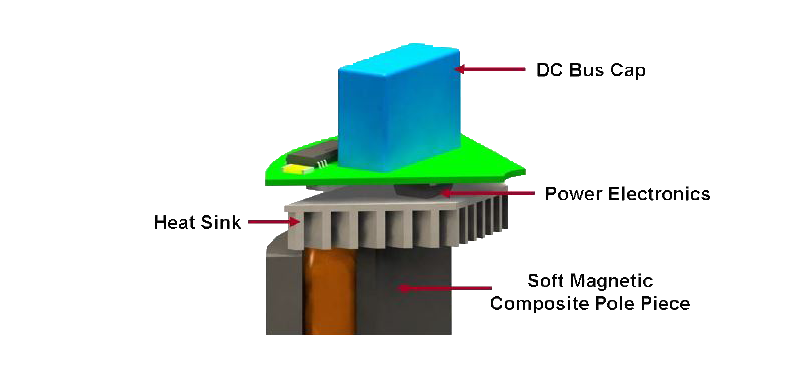 DC Bus Cap
Power Electronics
Heat Sink
Soft Magnetic
Composite Pole Piece